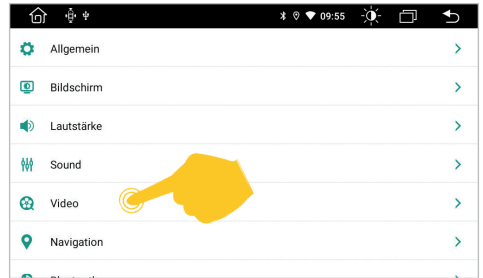 09:55
Allgemein
Bildschirm
Lautstärke
Sound
Video
Navigation